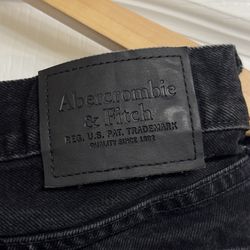 Abercrombie
& Fitch
REG. U.S. PAT. TRADEMARK
QUALITY SINCE 1892